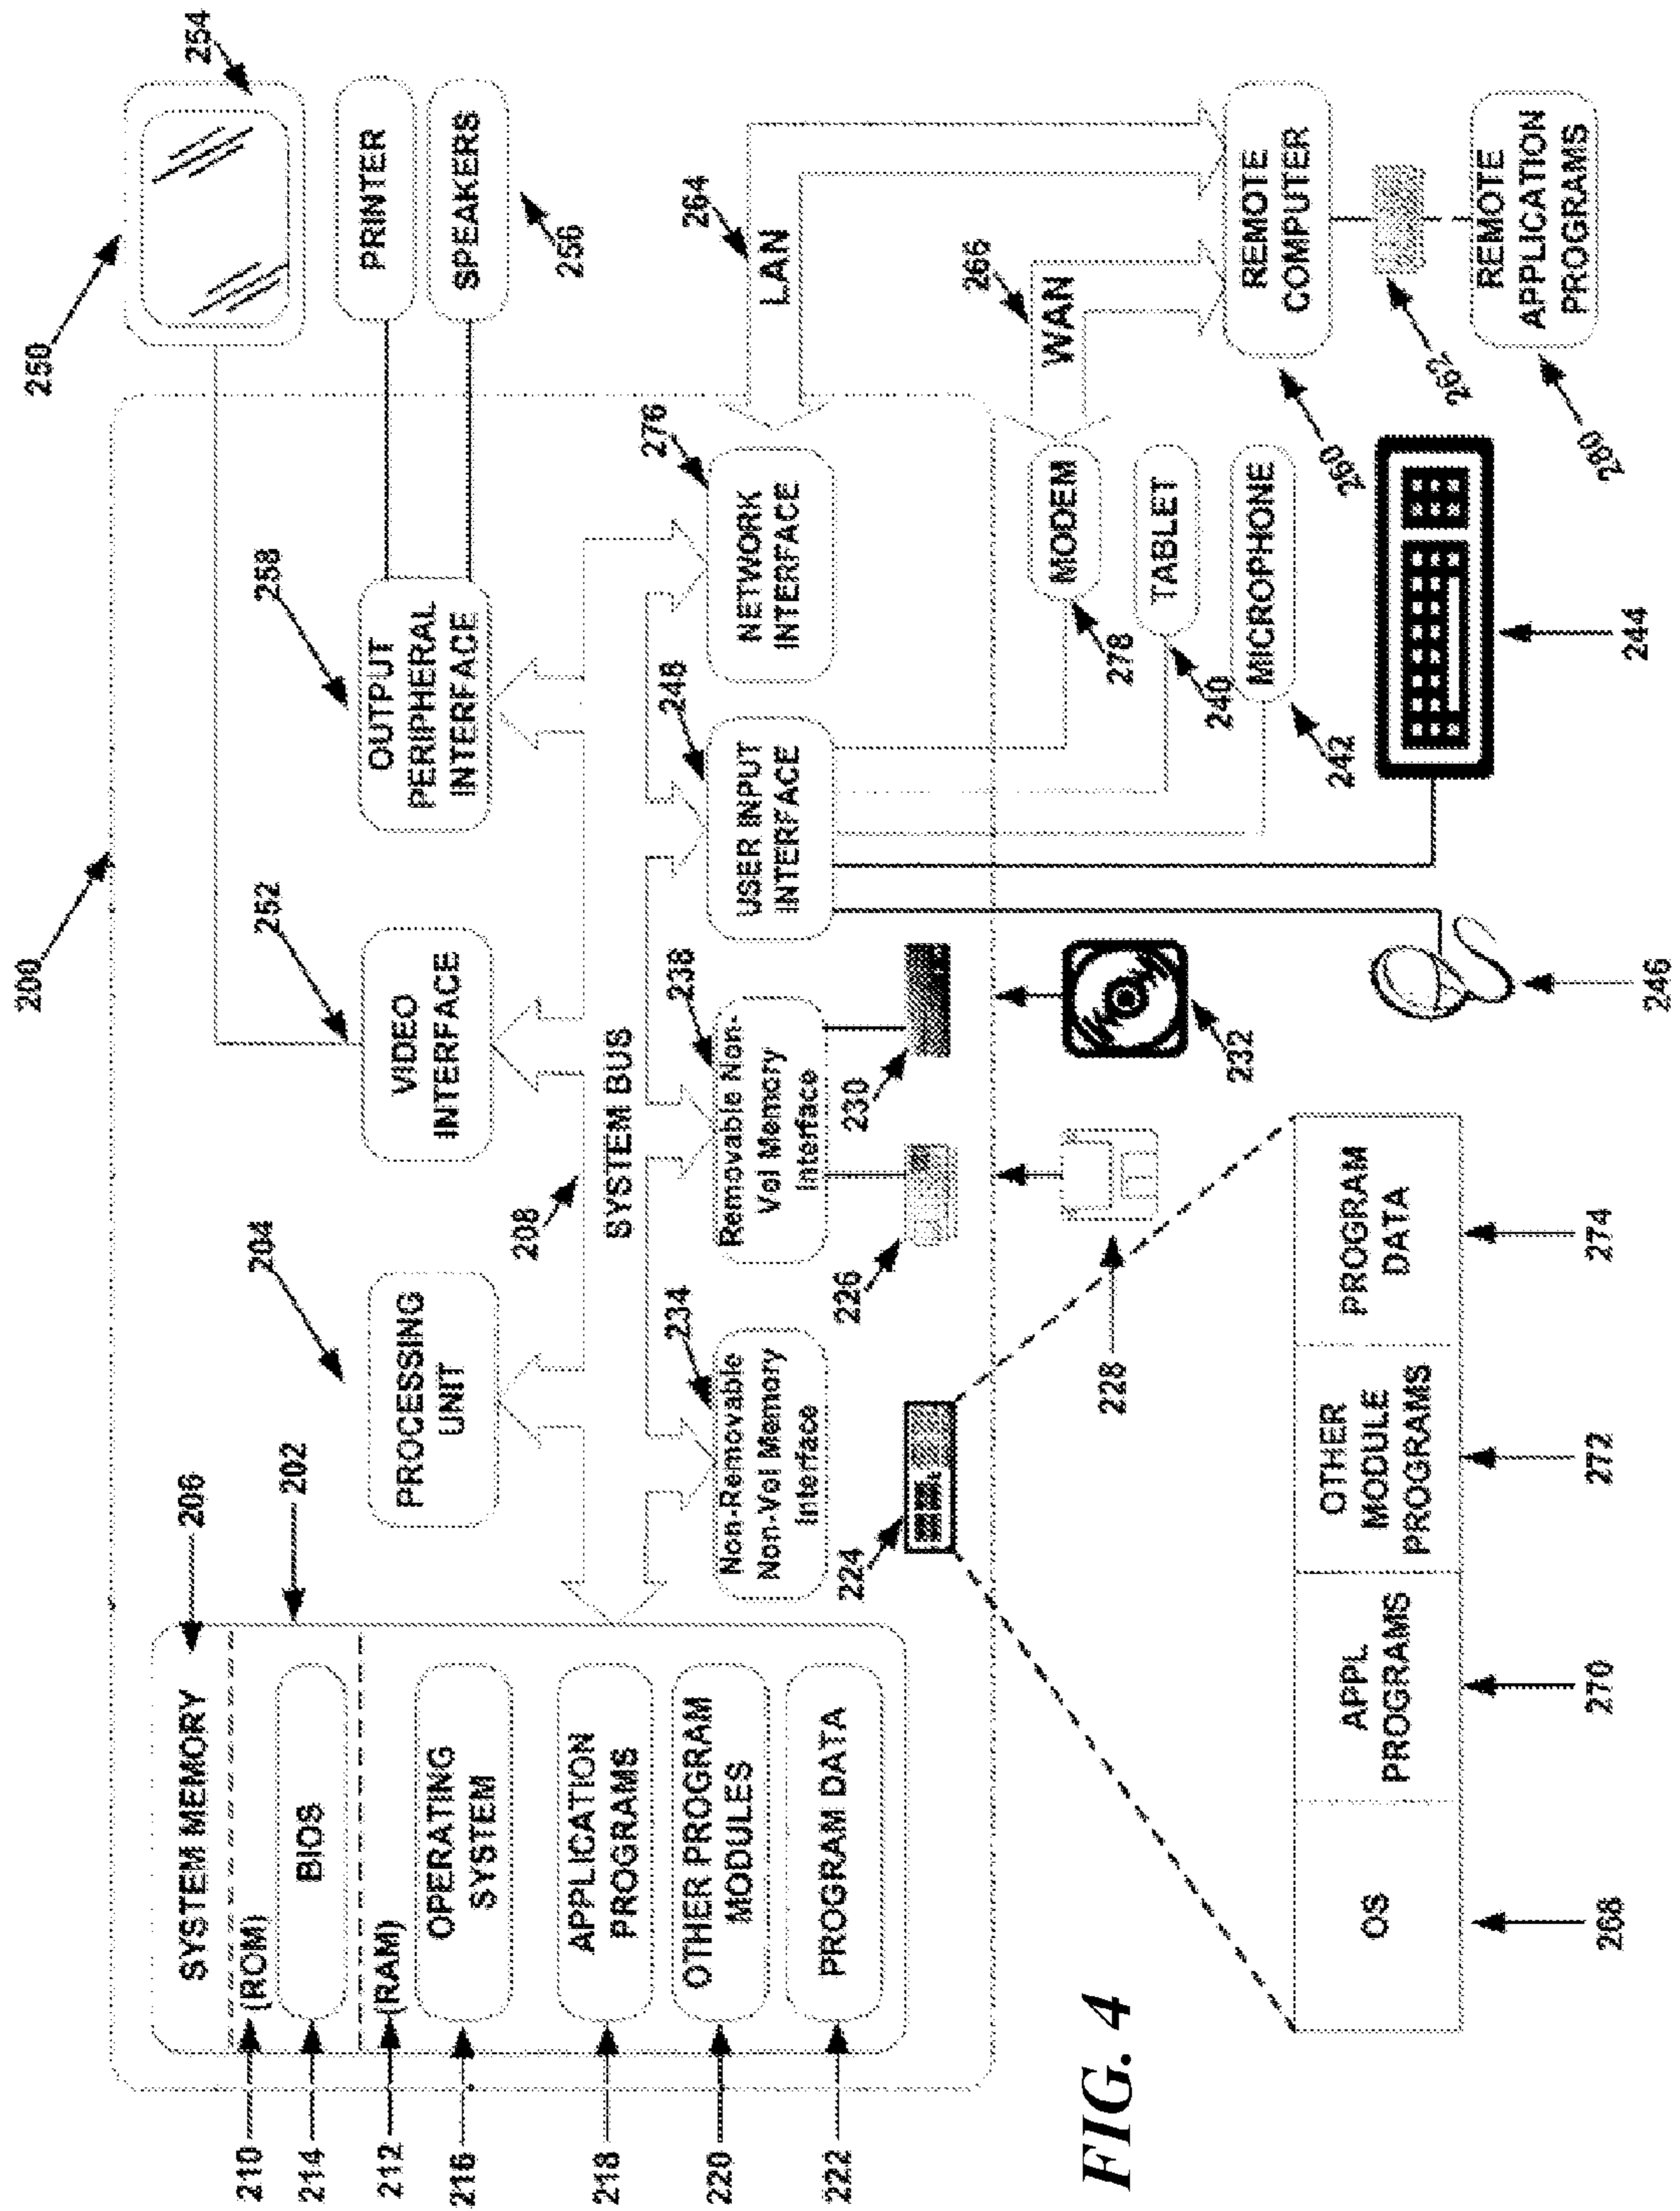 200
250
254
206
202
204
252
258
SYSTEM MEMORY
210
(ROM)
214
BIOS
212
(RAM)
216
OPERATING
SYSTEM
218
APPLICATION
PROGRAMS
220
OTHER PROGRAM
MODULES
222
PROGRAM DATA
PROCESSING
UNIT
VIDEO
INTERFACE
OUTPUT
PERIPHERAL
INTERFACE
PRINTER
SPEAKERS
256
208
SYSTEM BUS
234
Non-Removable
Non-Vol Memory
Interface
238
Removable Non-
Vol Memory
Interface
248
USER INPUT
INTERFACE
276
NETWORK
INTERFACE
264
LAN
224
226
230
266
WAN
MODEM
278
TABLET
240
MICROPHONE
242
228
232
REMOTE
COMPUTER
260
262
REMOTE
APPLICATION
PROGRAMS
280
FIG. 4
OS
APPL
PROGRAMS
OTHER
MODULE
PROGRAMS
PROGRAM
DATA
268
270
272
274
246
244